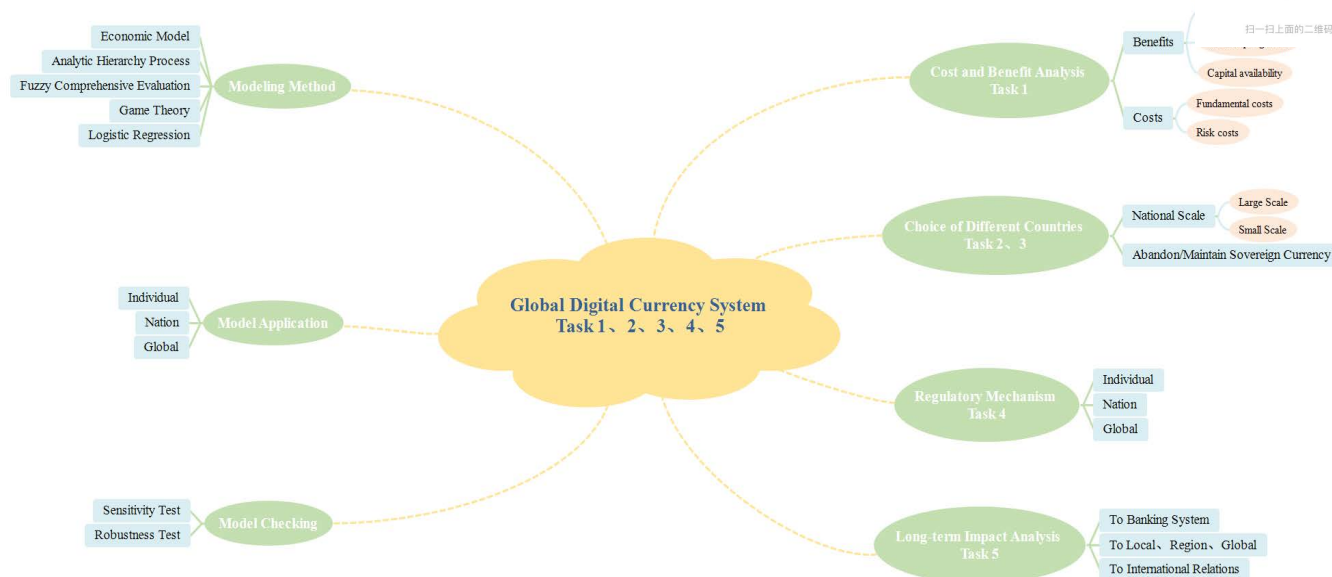 Economic Model
Analytic Hierarchy Process
Fuzzy Comprehensive Evaluation
Game Theory
Logistic Regression
Modeling Method
Individual
Nation
Global
Model Application
Sensitivity Test
Robustness Test
Model Checking
Global Digital Currency System
Task 1、2、3、4、5
Cost and Benefit Analysis
Task 1
Benefits
扫一扫上面的二维码
Capital availability
Costs
Fundamental costs
Risk costs
Choice of Different Countries
Task 2、3
National Scale
Large Scale
Small Scale
Abandon/Maintain Sovereign Currency
Regulatory Mechanism
Task 4
Individual
Nation
Global
Long-term Impact Analysis
Task 5
To Banking System
To Local、Region、Global
To International Relations